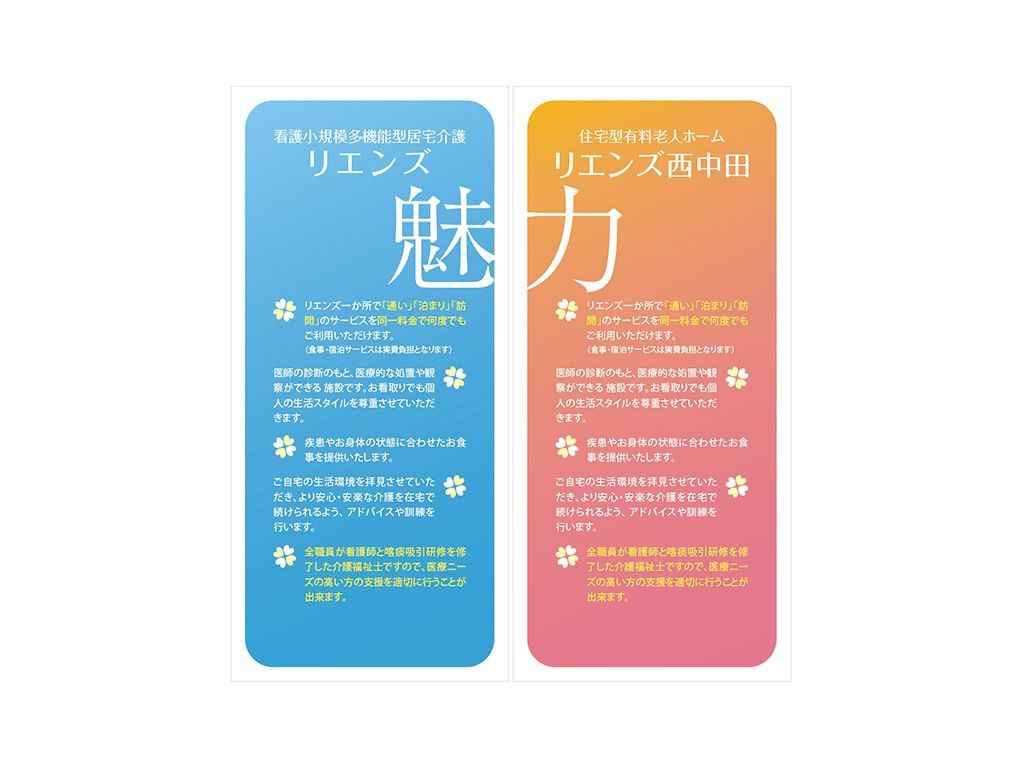 看護小規模多機能型居宅介護
リエンズ
魅
リエンズ一か所で「通い」「泊まり」「訪
問」のサービスを同一料金で何度でも
ご利用いただけます。
（食事・宿泊サービスは実費負担となります）
医師の診断のもと、医療的な処置や観
察ができる 施設です。お看取りでも個
人の生活スタイルを尊重させていただ
きます。
疾患やお身体の状態に合わせたお食
事を提供いたします。
ご自宅の生活環境を拝見させていた
だき、より安心・安楽な介護を在宅で
続けられるよう、アドバイスや訓練を
行います。
全職員が看護師と喀痰吸引研修を修
了した介護福祉士ですので、医療ニー
ズの高い方の支援を適切に行うことが
出来ます。
住宅型有料老人ホーム
リエンズ西中田
力
リエンズ一か所で「通い」「泊まり」「訪
問」のサービスを同一料金で何度でも
ご利用いただけます。
（食事・宿泊サービスは実費負担となります）
医師の診断のもと、医療的な処置や観
察ができる 施設です。お看取りでも個
人の生活スタイルを尊重させていただ
きます。
疾患やお身体の状態に合わせたお食
事を提供いたします。
ご自宅の生活環境を拝見させていた
だき、より安心・安楽な介護を在宅で
続けられるよう、アドバイスや訓練を
行います。
全職員が看護師と喀痰吸引研修を修
了した介護福祉士ですので、医療ニー
ズの高い方の支援を適切に行うことが
出来ます。